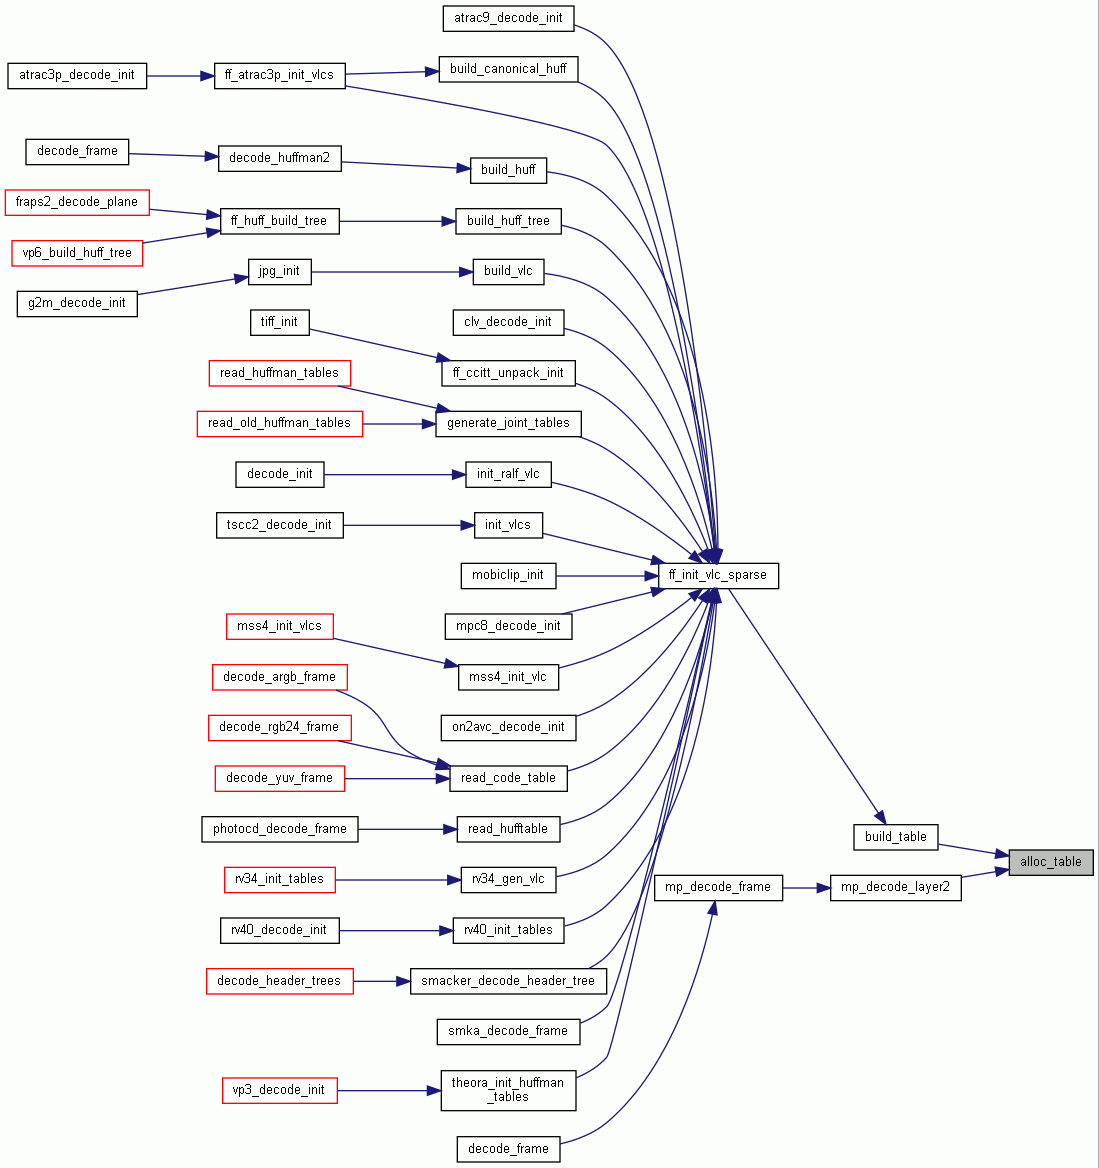 atrac9_decode_init
build_canonical_huff
ff_atrac3p_init_vlcs
atrac3p_decode_init
decode_frame
decode_huffman2
build_huff
fraps2_decode_plane
ff_huff_build_tree
build_huff_tree
vp6_build_huff_tree
jpg_init
build_vlc
g2m_decode_init
tiff_init
clv_decode_init
read_huffman_tables
ff_ccitt_unpack_init
read_old_huffman_tables
generate_joint_tables
decode_init
init_ralf_vlc
tscc2_decode_init
init_vlcs
mobiclip_init
ff_init_vlc_sparse
mss4_init_vlcs
mpc8_decode_init
decode_argb_frame
mss4_init_vlc
decode_rgb24_frame
on2avc_decode_init
decode_yuv_frame
read_code_table
photocd_decode_frame
read_hufftable
build_table
alloc_table
rv34_init_tables
rv34_gen_vlc
mp_decode_frame
mp_decode_layer2
rv40_decode_init
rv40_init_tables
decode_header_trees
smacker_decode_header_tree
smka_decode_frame
vp3_decode_init
theora_init_huffman
_tables
decode_frame